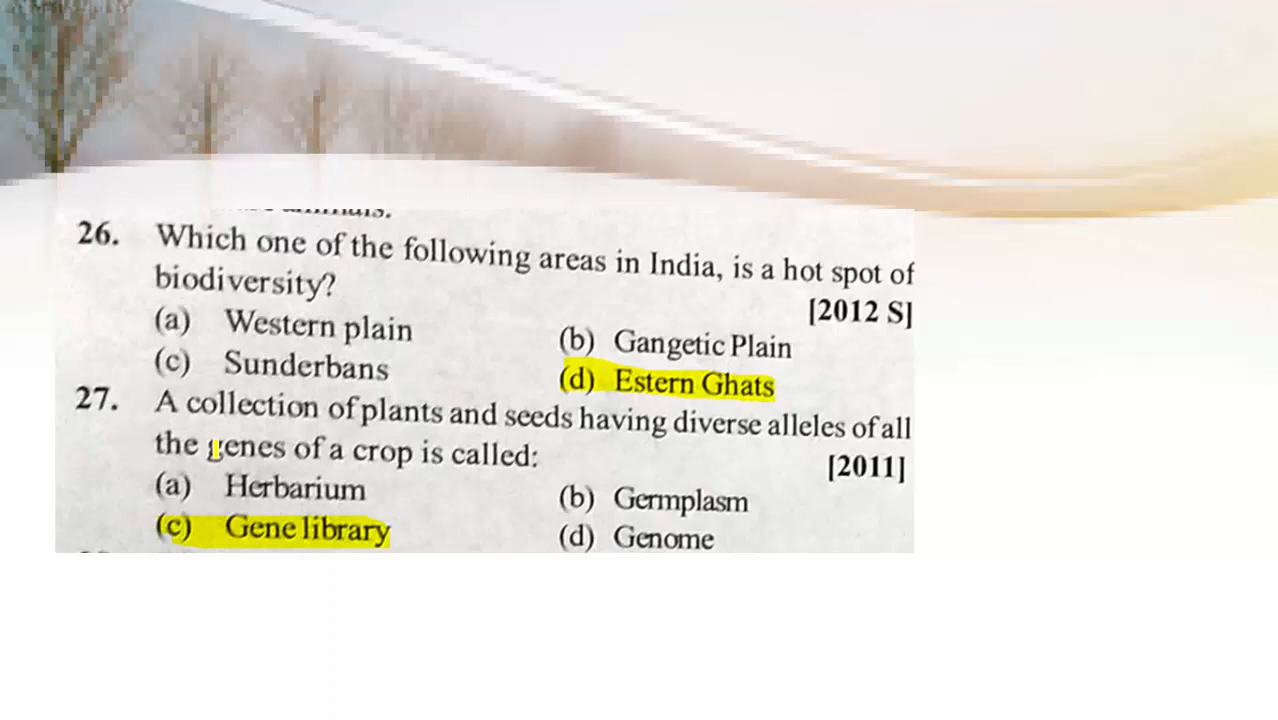 26. Which one of the following areas in India, is a hot spot of
biodiversity? [2012 S]
(a) Western plain (b) Gangetic Plain
(c) Sunderbans (d) Estern Ghats
27. A collection of plants and seeds having diverse alleles of all
the genes of a crop is called: [2011]
(a) Herbarium (b) Germplasm
(c) Gene library (d) Genome